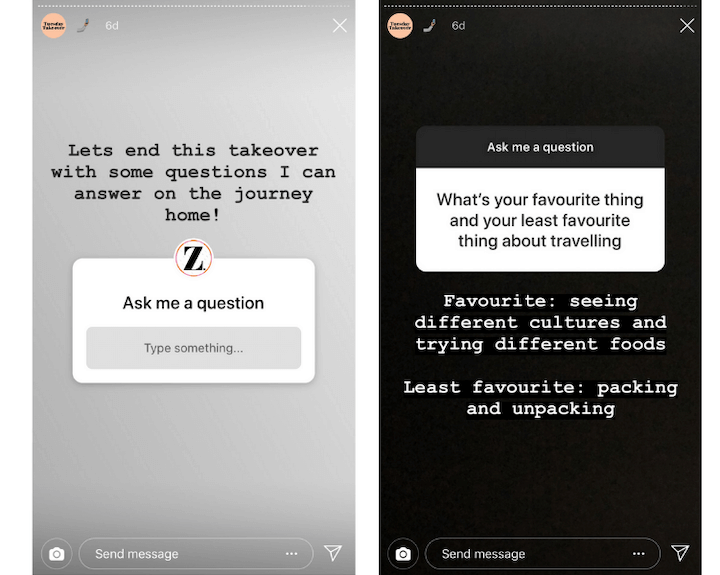 Tuesday
Takeover
6d
Lets end this takeover
with some questions I can
answer on the journey
home!
Z
Ask me a question
Type something...
Send message
Tuesday
Takeover
6d
Ask me a question
What's your favourite thing
and your least favourite
thing about travelling
Favourite: seeing
different cultures and
trying different foods
Least favourite: packing
and unpacking
Send message